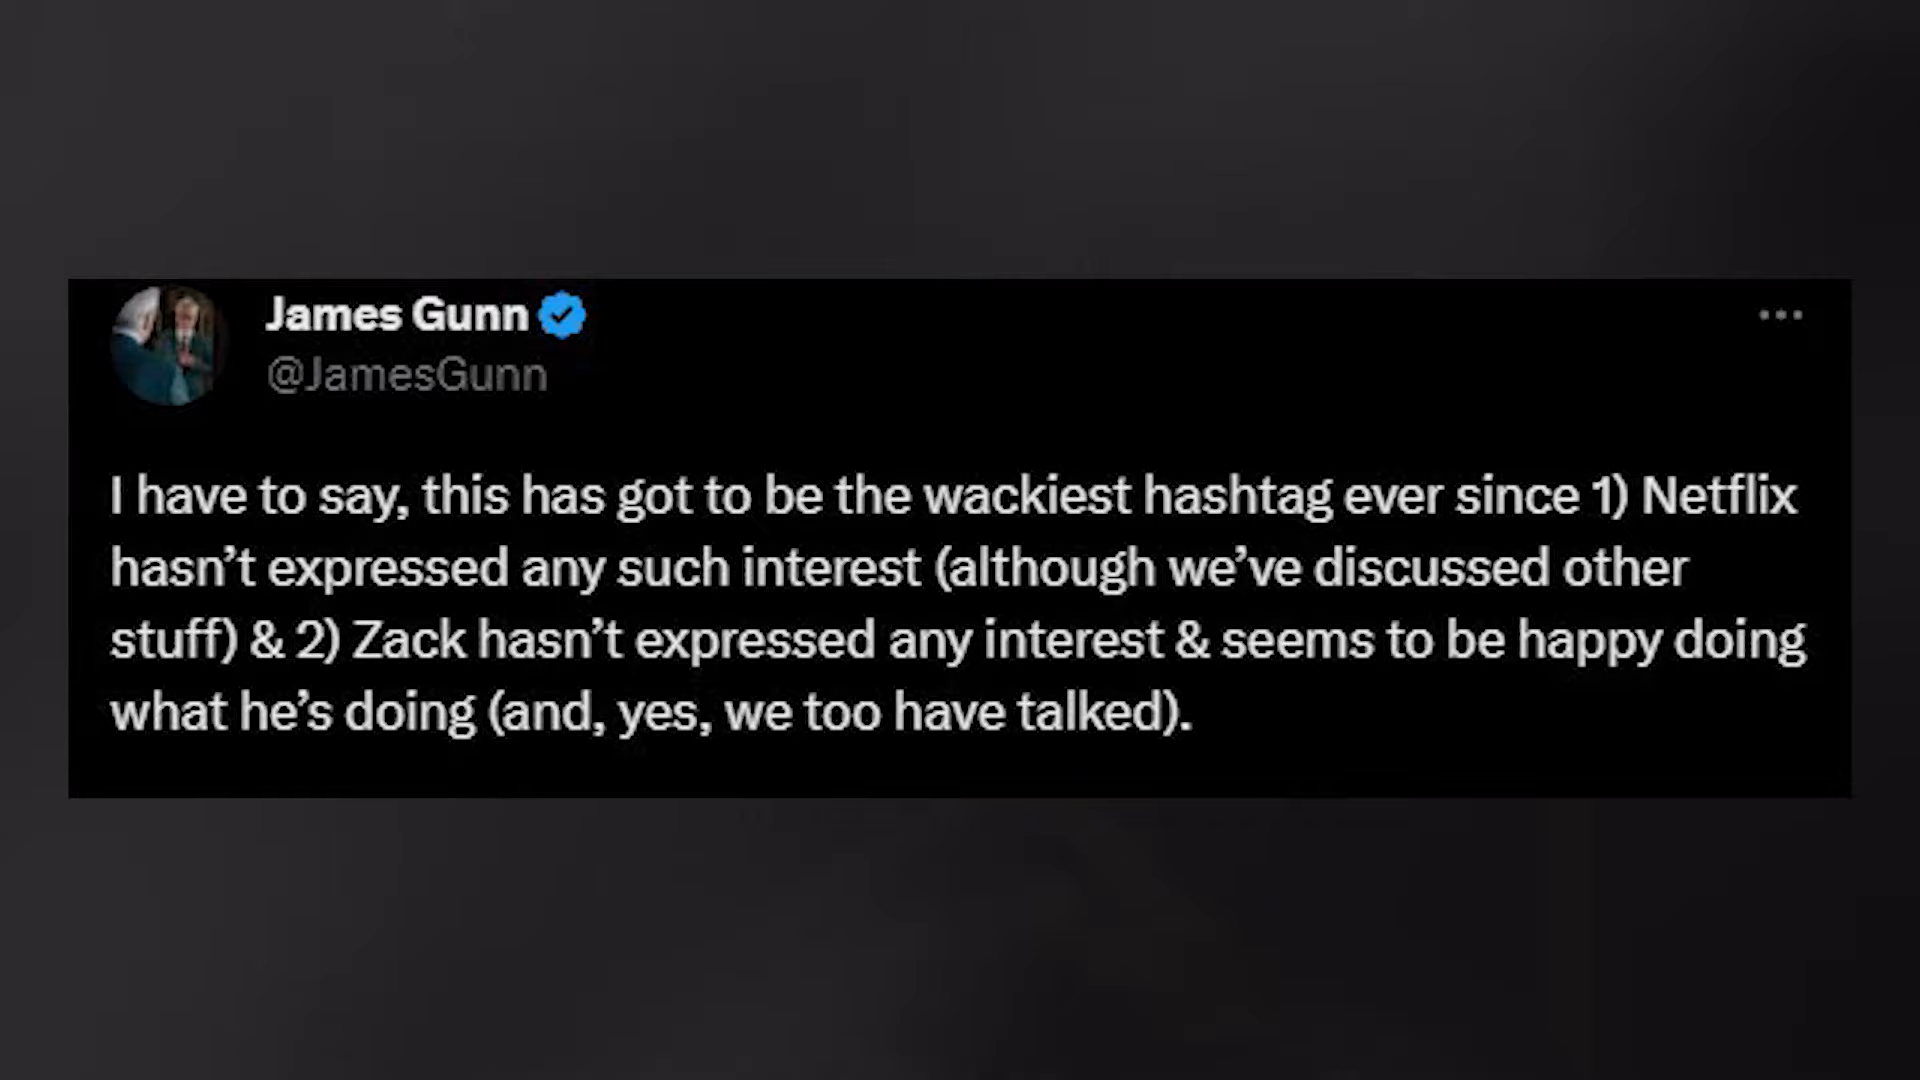 James Gunn
@JamesGunn
I have to say, this has got to be the wackiest hashtag ever since 1) Netflix
hasn’t expressed any such interest (although we’ve discussed other
stuff) & 2) Zack hasn’t expressed any interest & seems to be happy doing
what he’s doing (and, yes, we too have talked).